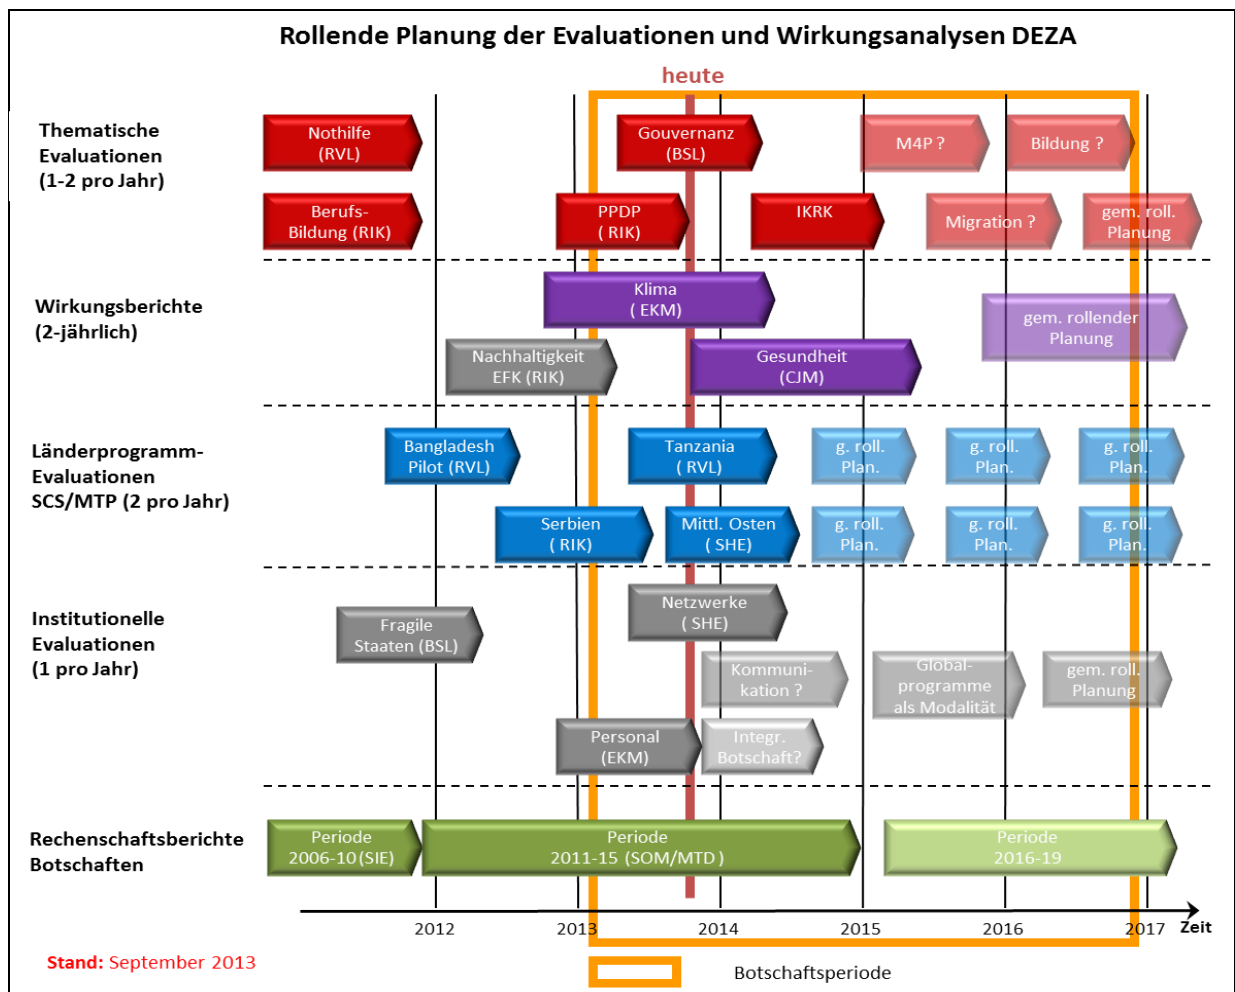 Rollende Planung der Evaluationen und Wirkungsanalysen DEZA
heute
Thematische
Evaluationen
(1-2 pro Jahr)
Nothilfe
(RVL)
Gouvernanz
(BSL)
M4P ?
Bildung ?
Berufs-
Bildung (RIK)
PPDP
( RIK)
IKRK
Migration ?
gem. roll.
Planung
Wirkungsberichte
(2-jährlich)
Klima
( EKM)
gem. rollender
Planung
Nachhaltigkeit
EFK (RIK)
Gesundheit
(CJM)
Länderprogramm-
Evaluationen
SCS/MTP (2 pro Jahr)
Bangladesh
Pilot (RVL)
Tanzania
( RVL)
g. roll.
Plan.
g. roll.
Plan.
g. roll.
Plan.
Serbien
( RIK)
Mittl. Osten
( SHE)
g. roll.
Plan.
g. roll.
Plan.
g. roll.
Plan.
Institutionelle
Evaluationen
(1 pro Jahr)
Fragile
Staaten (BSL)
Netzwerke
( SHE)
Kommuni-
kation ?
Global-
programme
als Modalität
gem. roll.
Planung
Personal
(EKM)
Integr.
Botschaft?
Rechenschaftsberichte
Botschaften
Periode
2006-10 (SIE)
Periode
2011-15 (SOM/MTD )
Periode
2016-19
2012
2013
2014
2015
2016
2017
Zeit
Stand: September 2013
Botschaftsperiode